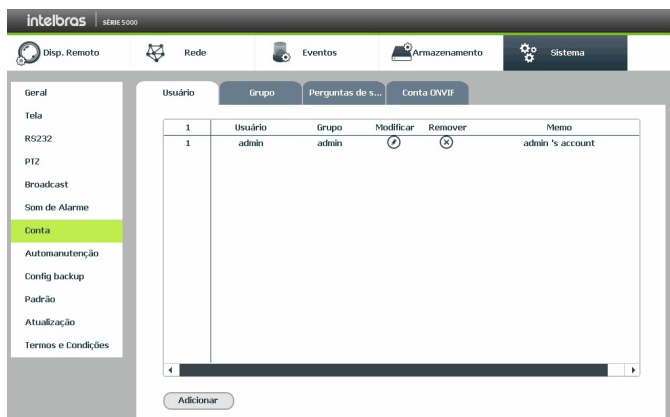 intelbras SÉRIE 5000
Disp. Remoto Rede Eventos Armazenamento Sistema
Geral
Tela
RS232
PTZ
Broadcast
Som de Alarme
Conta
Automanutenção
Config backup
Padrão
Atualização
Termos e Condições
Usuário Grupo Perguntas de s... Conta ONVIF
1 Usuário Grupo Modificar Remover Memo
1 admin admin admin 's account
Adicionar